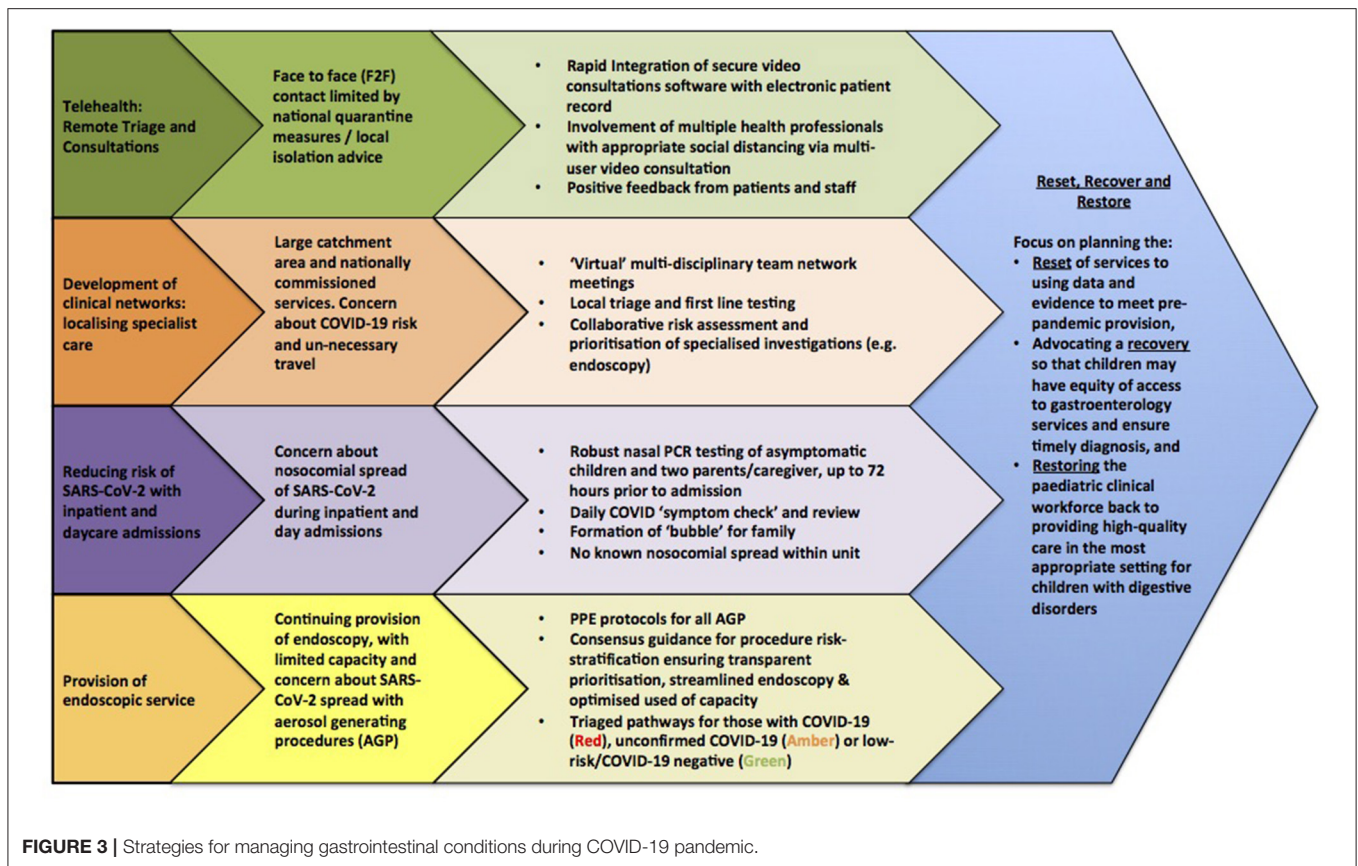 Telehealth:
Remote Triage and
Consultations
Face to face (F2F)
contact limited by
national quarantine
measures / local
isolation advice
• Rapid Integration of secure video
consultations software with electronic patient
record
• Involvement of multiple health professionals
with appropriate social distancing via multi-
user video consultation
• Positive feedback from patients and staff
Development of
clinical networks:
localising specialist
care
Large catchment
area and nationally
commissioned
services. Concern
about COVID-19 risk
and un-necessary
travel
• ‘Virtual’ multi-disciplinary team network
meetings
• Local triage and first line testing
• Collaborative risk assessment and
prioritisation of specialised investigations (e.g.
endoscopy)
Reducing risk of
SARS-CoV-2 with
inpatient and
daycare admissions
Concern about
nosocomial spread
of SARS-CoV-2
during inpatient and
day admissions
• Robust nasal PCR testing of asymptomatic
children and two parents/caregiver, up to 72
hours prior to admission
• Daily COVID ‘symptom check’ and review
• Formation of ‘bubble’ for family
• No known nosocomial spread within unit
Provision of
endoscopic service
Continuing provision
of endoscopy, with
limited capacity and
concern about SARS-
CoV-2 spread with
aerosol generating
procedures (AGP)
• PPE protocols for all AGP
• Consensus guidance for procedure risk-
stratification ensuring transparent
prioritisation, streamlined endoscopy &
optimised used of capacity
• Triaged pathways for those with COVID-19
(Red), unconfirmed COVID-19 (Amber) or low-
risk/COVID-19 negative (Green)
Reset, Recover and
Restore
Focus on planning the:
• Reset of services to
using data and
evidence to meet pre-
pandemic provision,
• Advocating a recovery
so that children may
have equity of access
to gastroenterology
services and ensure
timely diagnosis, and
• Restoring the
paediatric clinical
workforce back to
providing high-quality
care in the most
appropriate setting for
children with digestive
disorders
FIGURE 3 | Strategies for managing gastrointestinal conditions during COVID-19 pandemic.